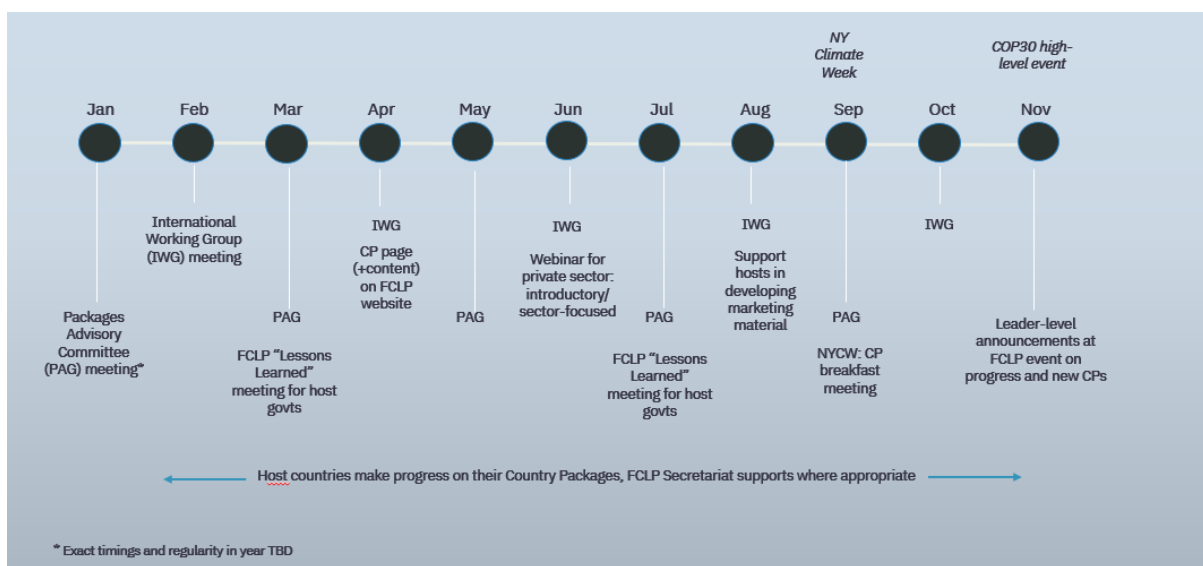 NY
Climate
Week
COP30 high-
level event
Jan
Feb
Mar
Apr
May
Jun
Jul
Aug
Sep
Oct
Nov
Packages
Advisory
Committee
(PAG) meeting*
International
Working Group
(IWG) meeting
PAG
FCLP “Lessons
Learned”
meeting for host
govts
IWG
CP page
(+content)
on FCLP
website
PAG
IWG
Webinar for
private sector:
introductory/
sector-focused
PAG
FCLP “Lessons
Learned”
meeting for host
govts
IWG
Support
hosts in
developing
marketing
material
PAG
NYCW: CP
breakfast
meeting
IWG
Leader-level
announcements at
FCLP event on
progress and new CPs
Host countries make progress on their Country Packages, FCLP Secretariat supports where appropriate
* Exact timings and regularity in year TBD